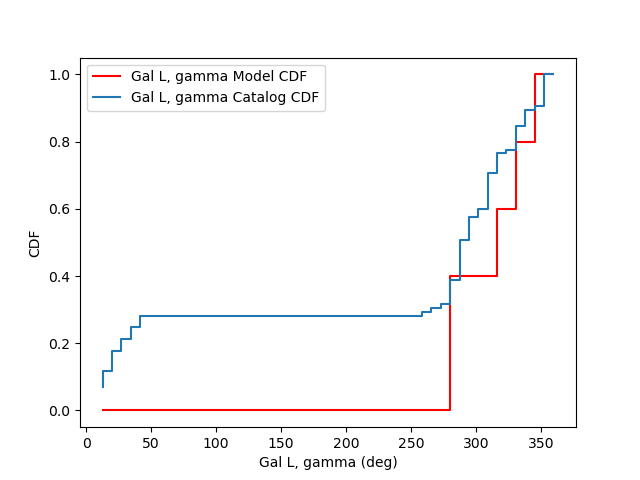 Gal L, gamma Model CDF
Gal L, gamma Catalog CDF
1.0
0.8
0.6
0.4
0.2
0.0
CDF
0 50 100 150 200 250 300 350
Gal L, gamma (deg)